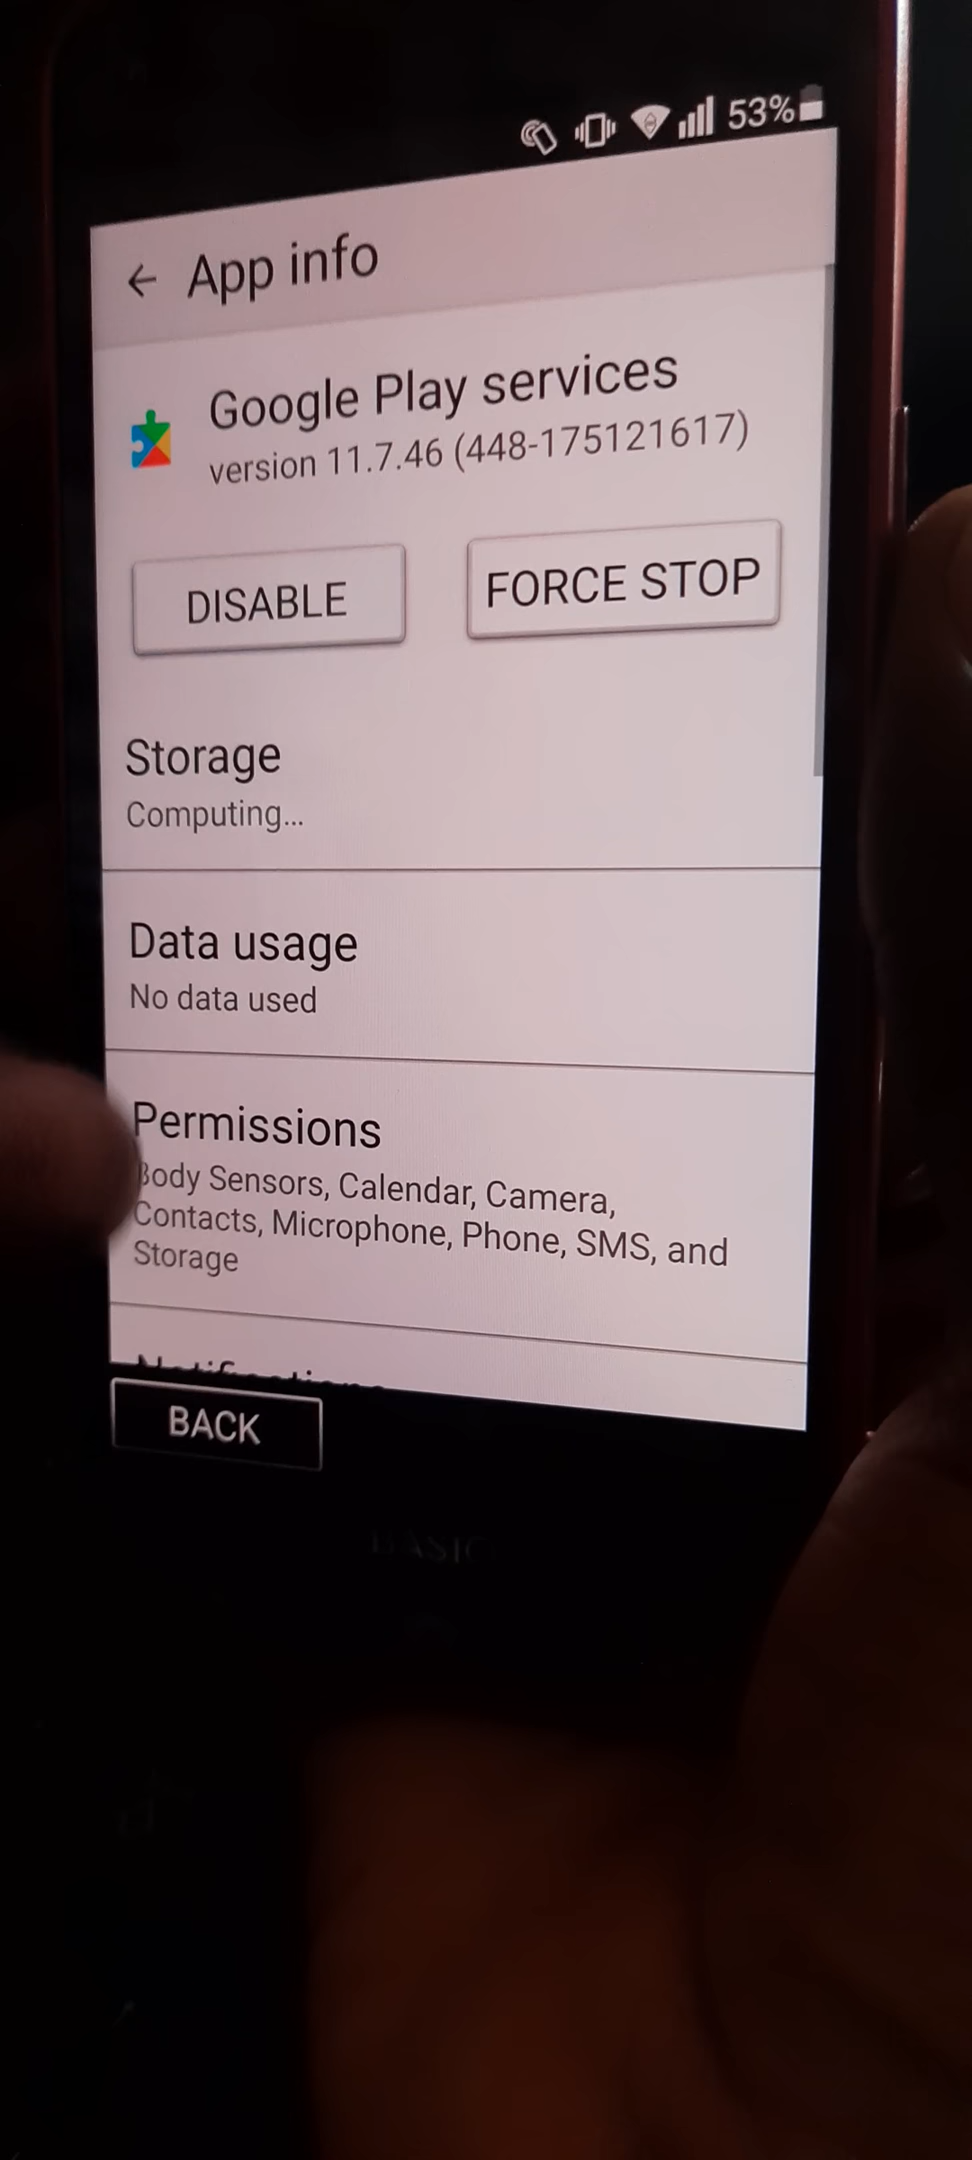 53%
← App info
Google Play services
version 11.7.46 (448-175121617)
DISABLE
FORCE STOP
Storage
Computing...
Data usage
No data used
Permissions
Body Sensors, Calendar, Camera,
Contacts, Microphone, Phone, SMS, and
Storage
BACK
BASIO